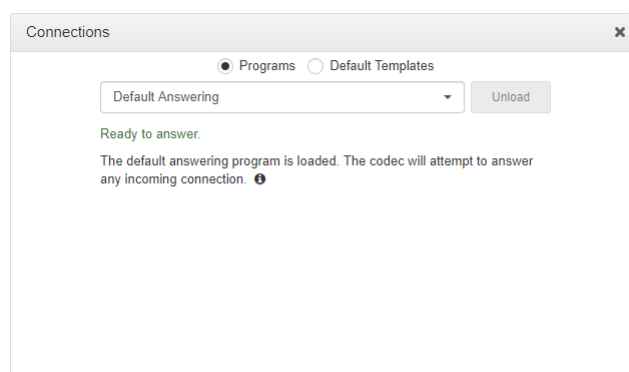 Connections
Programs Default Templates
Default Answering Unload
Ready to answer.
The default answering program is loaded. The codec will attempt to answer
any incoming connection.